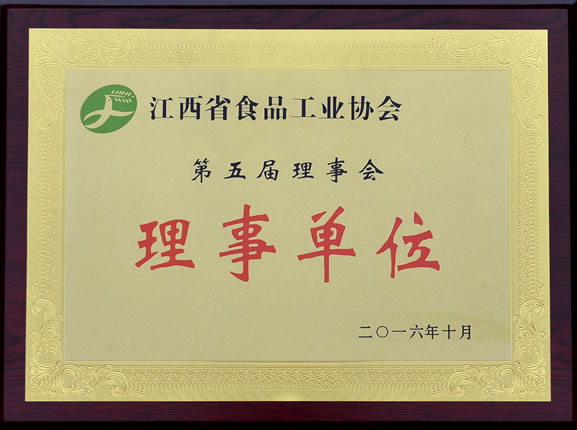 江西省食品工业协会
第五届理事会
理事单位
二〇一六年十月